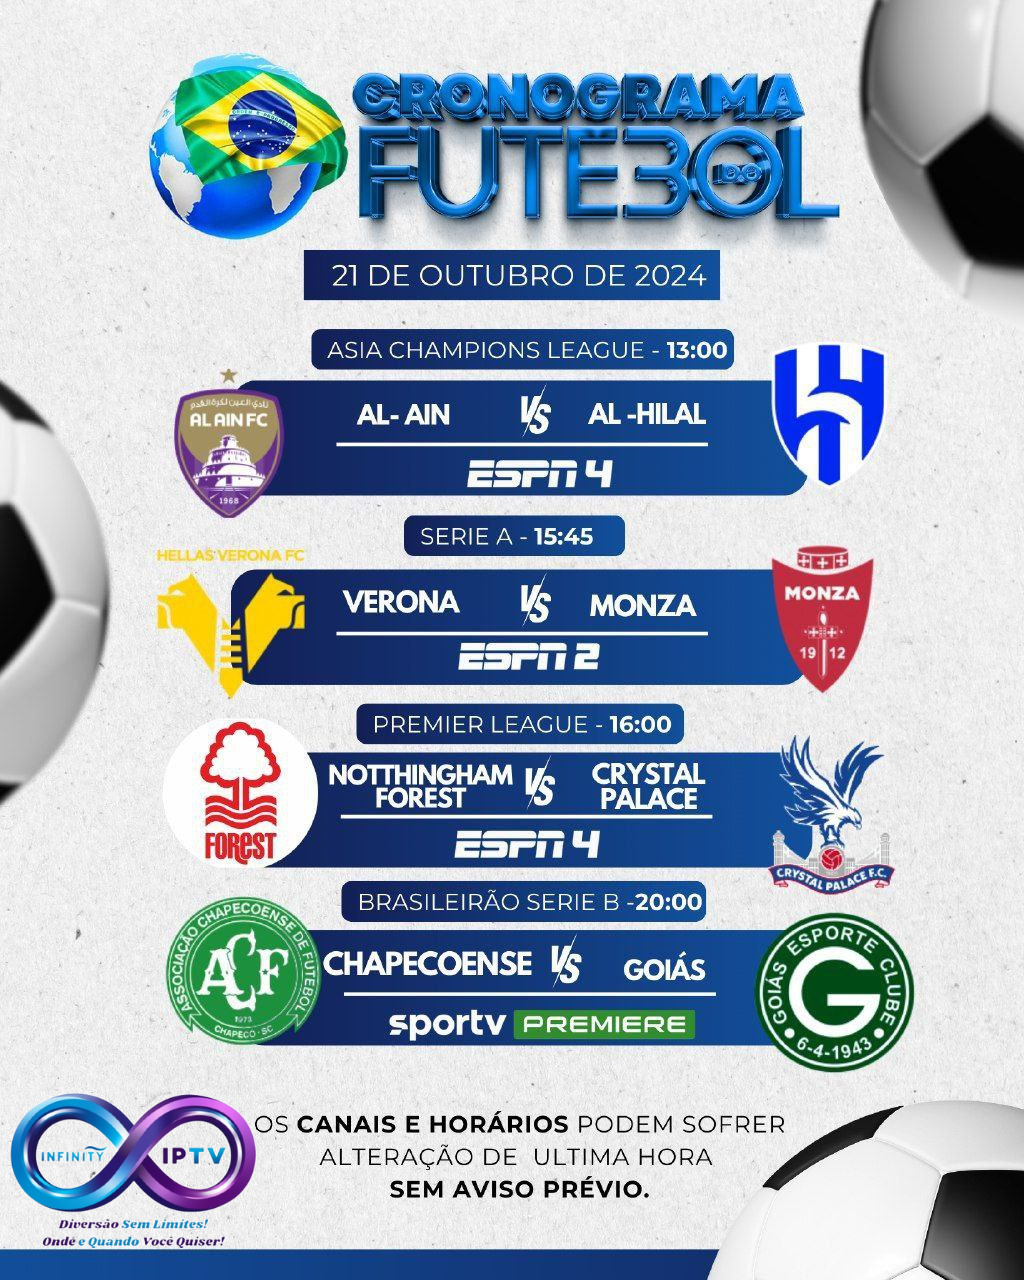 CRONOGRAMA
DO
FUTEBOL
21 DE OUTUBRO DE 2024
ASIA CHAMPIONS LEAGUE - 13:00
نادي العين لكرة القدم
AL AIN FC
1968
AL- AIN VS AL -HILAL
ESPN 4
SERIE A - 15:45
HELLAS VERONA FC
VERONA VS MONZA
MONZA
19 12
ESPN 2
PREMIER LEAGUE - 16:00
NOTTHINGHAM VS CRYSTAL
FOREST PALACE
FOREST
ESPN 4
CRYSTAL PALACE F.C.
BRASILEIRÃO SERIE B -20:00
ASSOCIAÇÃO CHAPECOENSE DE FUTEBOL
ACF
1973
CHAPECÓ - SC
CHAPECOENSE VS GOIÁS
GOIÁS ESPORTE CLUBE
G
6-4-1943
sportv PREMIERE
OS CANAIS E HORÁRIOS PODEM SOFRER
ALTERAÇÃO DE ULTIMA HORA
SEM AVISO PRÉVIO.
INFINITY IPTV
Diversão Sem Limites!
Onde e Quando Você Quiser!